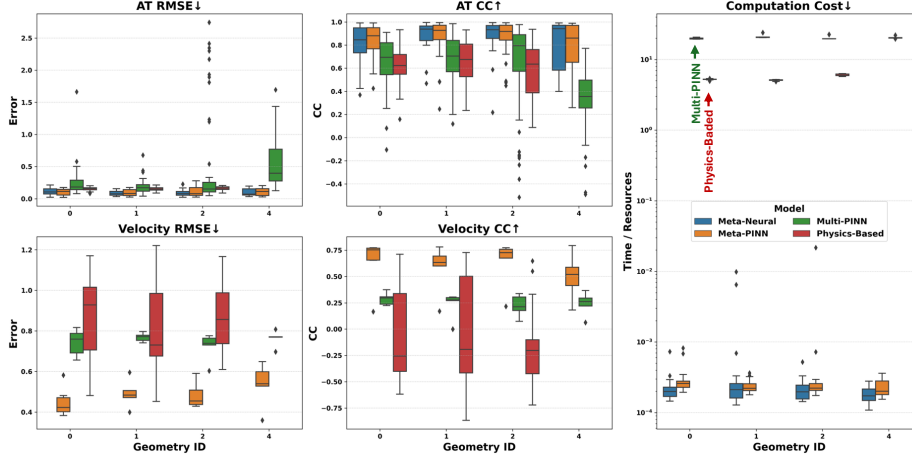 AT RMSE↓
Error
2.5
2.0
1.5
1.0
0.5
0.0
0 1 2 4
AT CC↑
CC
1.0
0.8
0.6
0.4
0.2
0.0
−0.2
−0.4
0 1 2 4
Velocity RMSE↓
Error
1.2
1.0
0.8
0.6
0.4
0 1 2 4
Geometry ID
Velocity CC↑
CC
0.75
0.50
0.25
0.00
−0.25
−0.50
−0.75
0 1 2 4
Geometry ID
Computation Cost↓
Time / Resources
10¹
10⁰
10⁻²
10⁻³
10⁻⁴
Multi-PINN
Physics-Baded
Model
Meta-Neural
Meta-PINN
Multi-PINN
Physics-Based
0 1 2 4
Geometry ID